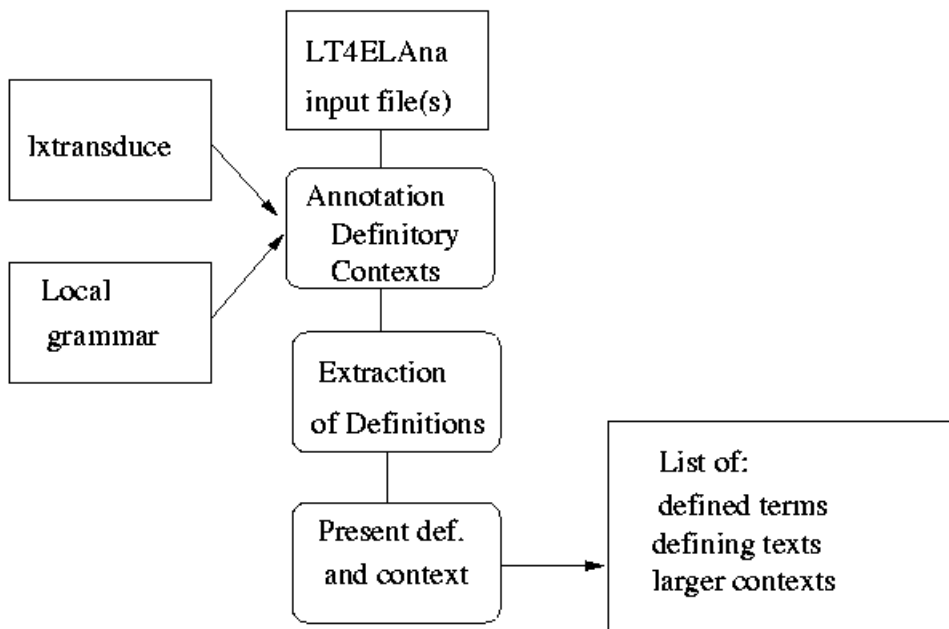 LT4ELAna
input file(s)
lxtransduce
Annotation
Definitory
Contexts
Local
grammar
Extraction
of Definitions
Present def.
and context
List of:
defined terms
defining texts
larger contexts